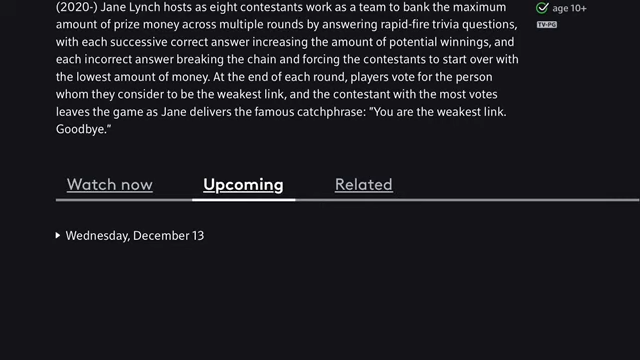 (2020-) Jane Lynch hosts as eight contestants work as a team to bank the maximum
amount of prize money across multiple rounds by answering rapid-fire trivia questions,
with each successive correct answer increasing the amount of potential winnings, and
each incorrect answer breaking the chain and forcing the contestants to start over with
the lowest amount of money. At the end of each round, players vote for the person
whom they consider to be the weakest link, and the contestant with the most votes
leaves the game as Jane delivers the famous catchphrase: "You are the weakest link.
Goodbye."
age 10+
TV-PG
Watch now Upcoming Related
Wednesday, December 13